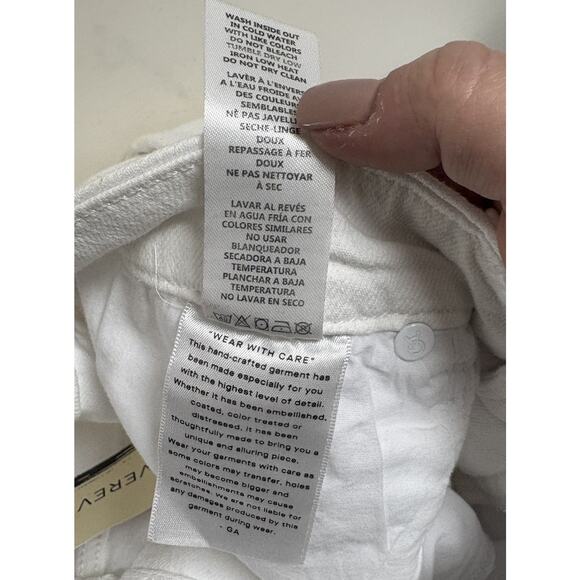 WASH INSIDE OUT
IN COLD WATER
WITH LIKE COLORS
DO NOT BLEACH
TUMBLE DRY LOW
IRON LOW HEAT
DO NOT DRY CLEAN
LAVÈR À L'ENVERS
A L'EAU FROIDE AV
DES COULEUR
SEMBLABLES
NÈ PAS JAVELLI
SECHE-LINGE
DOUX
REPASSAGE À FER
DOUX
NE PAS NETTOYAR
À SEC
LAVAR AL REVÉS
EN AGUA FRÍA CON
COLORES SIMILARES
NO USAR
BLANQUEADOR
SECADORA A BAJA
TEMPERATURA
PLANCHAR A BAJA
TEMPERATURA
NO LAVAR EN SECO
"WEAR WITH CARE"
This hand-crafted garment has
been made especially for you
with the highest level of detail.
Whether it has been embellished,
coated, color treated or
distressed, it has been
thoughtfully made to bring you a
unique and alluring piece.
Wear your garments with care as
some colors may transfer, holes
may become bigger and
embellishments may cause
scratches. We are not liable for
any damages produced by this
garment during wear.
- GA
VEREV